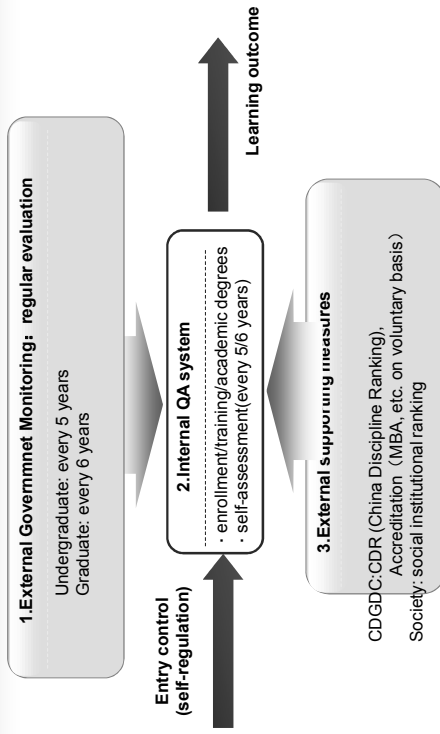 1.External Governmnet Monitoring： regular evaluation
Undergraduate: every 5 years
Graduate: every 6 years
Entry control
(self-regulation)
2.Internal QA system
· enrollment/training/academic degrees
· self-assessment(every 5/6 years)
Learning outcome
3.External supporting measures
CDGDC:CDR (China Discipline Ranking),
Accreditation（MBA, etc. on voluntary basis）
Society: social institutional ranking